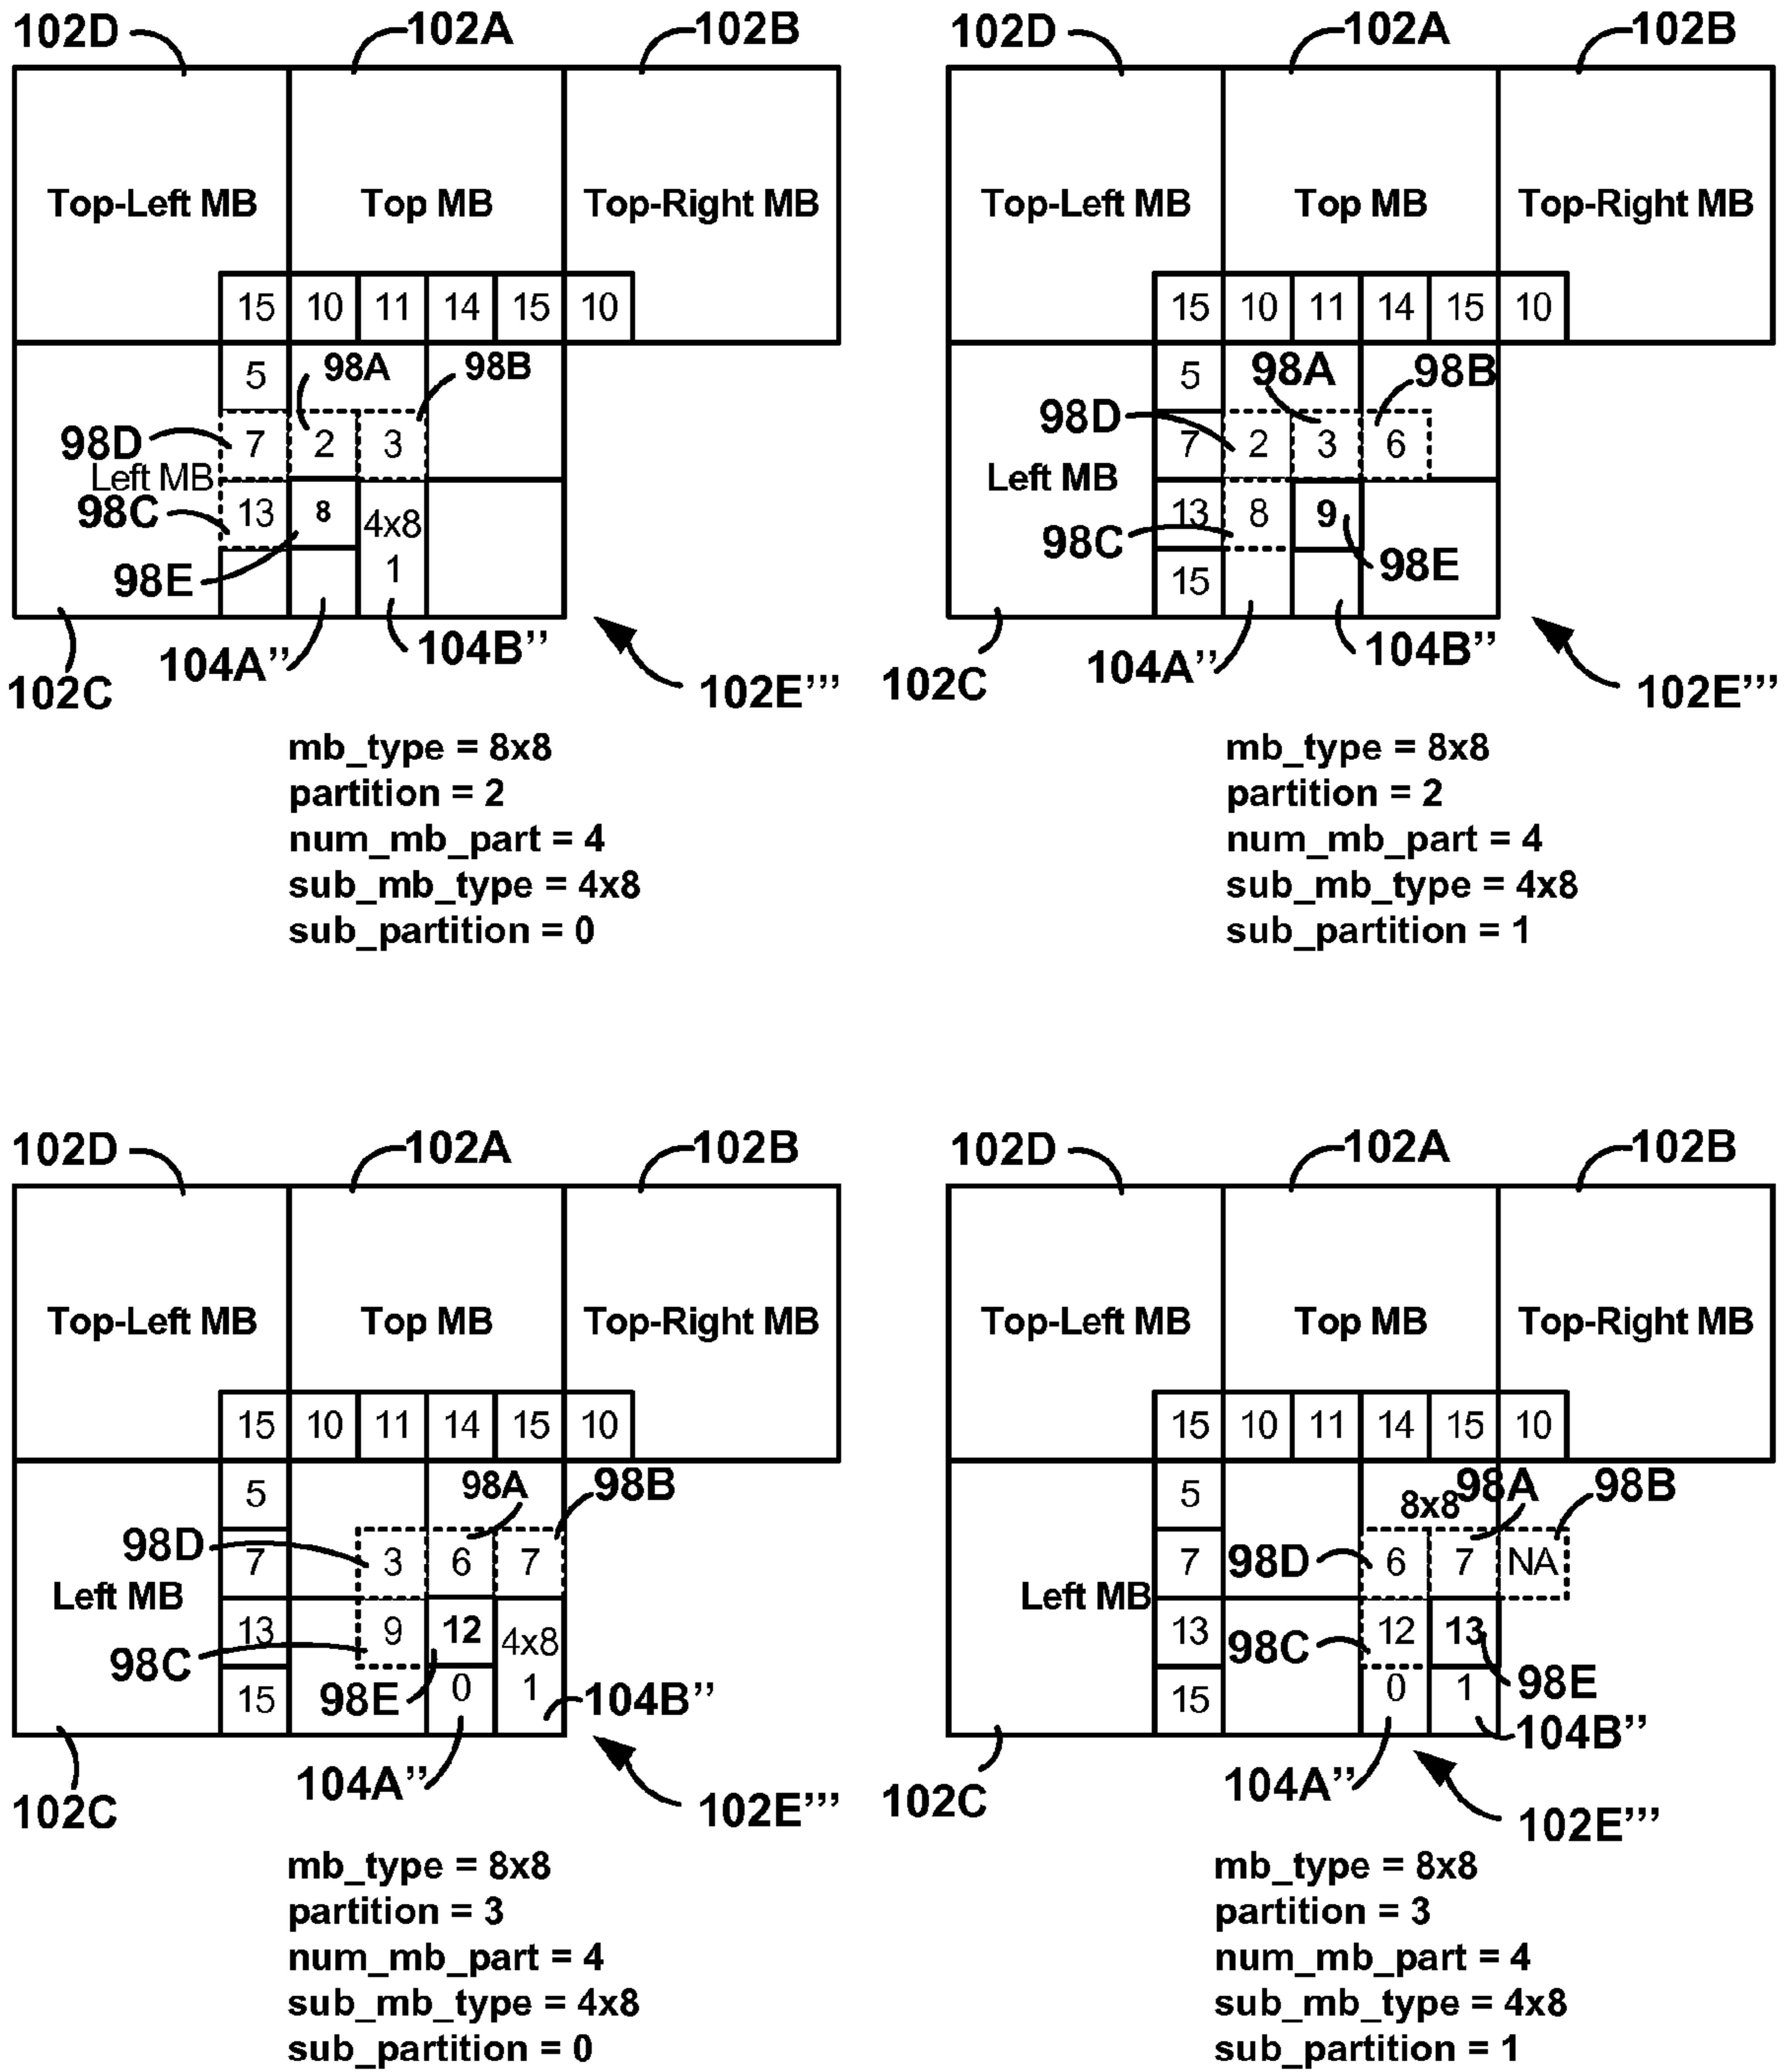 102D 102A 102B
Top-Left MB Top MB Top-Right MB
15 10 11 14 15 10
5 98A 98B
98D 7 2 3
Left MB
98C 13 8 4x8
98E 1
104A’’ 104B’’
102C 102E’’’
mb_type = 8x8
partition = 2
num_mb_part = 4
sub_mb_type = 4x8
sub_partition = 0
102D 102A 102B
Top-Left MB Top MB Top-Right MB
15 10 11 14 15 10
5 98A 98B
98D 7 2 3 6
Left MB
13 8 9
98C 15 98E
104A’’ 104B’’
102C 102E’’’
mb_type = 8x8
partition = 2
num_mb_part = 4
sub_mb_type = 4x8
sub_partition = 1
102D 102A 102B
Top-Left MB Top MB Top-Right MB
15 10 11 14 15 10
5 98A 98B
98D 7 3 6 7
Left MB
13 9 12 4x8
98C
15 98E 0 1 104B’’
104A’’
102C 102E’’’
mb_type = 8x8
partition = 3
num_mb_part = 4
sub_mb_type = 4x8
sub_partition = 0
102D 102A 102B
Top-Left MB Top MB Top-Right MB
15 10 11 14 15 10
5 8x8 98A 98B
7 98D 6 7 NA
Left MB
13 98C 12 13
15 0 1 98E
104B’’
104A’’
102C 102E’’’
mb_type = 8x8
partition = 3
num_mb_part = 4
sub_mb_type = 4x8
sub_partition = 1